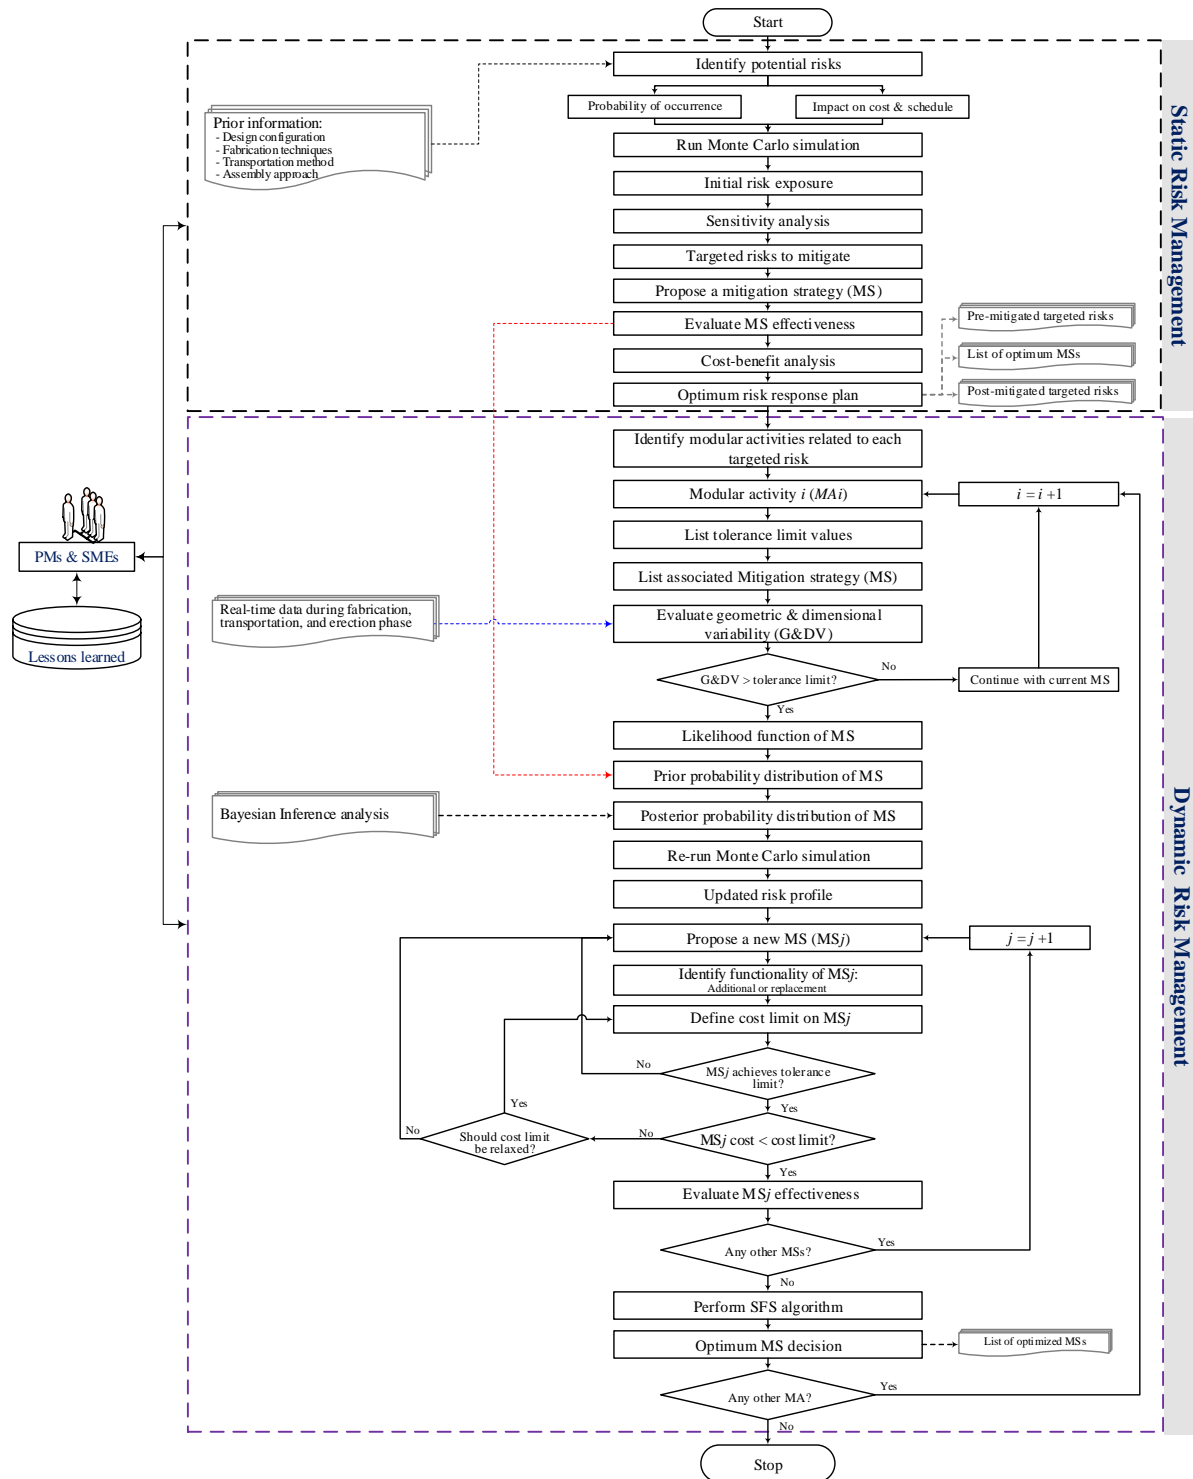 Start
Identify potential risks
Probability of occurrence
Impact on cost & schedule
Prior information:
- Design configuration
- Fabrication techniques
- Transportation method
- Assembly approach
Run Monte Carlo simulation
Initial risk exposure
Sensitivity analysis
Targeted risks to mitigate
Propose a mitigation strategy (MS)
Evaluate MS effectiveness
Cost-benefit analysis
Optimum risk response plan
Pre-mitigated targeted risks
List of optimum MSs
Post-mitigated targeted risks
Static Risk Management
Identify modular activities related to each
targeted risk
Modular activity i (MAi)
i = i +1
List tolerance limit values
List associated Mitigation strategy (MS)
PMs & SMEs
Lessons learned
Real-time data during fabrication,
transportation, and erection phase
Evaluate geometric & dimensional
variability (G&DV)
G&DV > tolerance limit?
No
Continue with current MS
Yes
Likelihood function of MS
Prior probability distribution of MS
Bayesian Inference analysis
Posterior probability distribution of MS
Re-run Monte Carlo simulation
Updated risk profile
Propose a new MS (MSj)
j = j +1
Identify functionality of MSj:
Additional or replacement
Define cost limit on MSj
No
MSj achieves tolerance
limit?
Yes
Yes
No
Should cost limit
be relaxed?
No
MSj cost < cost limit?
Yes
Evaluate MSj effectiveness
Any other MSs?
Yes
No
Perform SFS algorithm
Optimum MS decision
List of optimized MSs
Any other MA?
Yes
No
Stop
Dynamic Risk Management